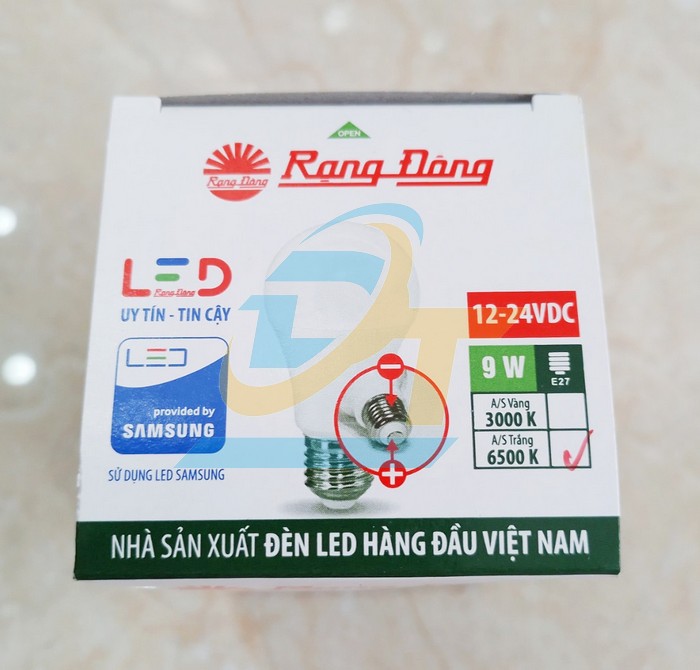 OPEN
Rạng Đông
Rạng Đông
LED
Rạng Đông
UY TÍN - TIN CẬY
LED
provided by
SAMSUNG
SỬ DỤNG LED SAMSUNG
DT
12-24VDC
9 W
E27
A/S Vàng
3000 K
A/S Trắng
6500 K
NHÀ SẢN XUẤT ĐÈN LED HÀNG ĐẦU VIỆT NAM